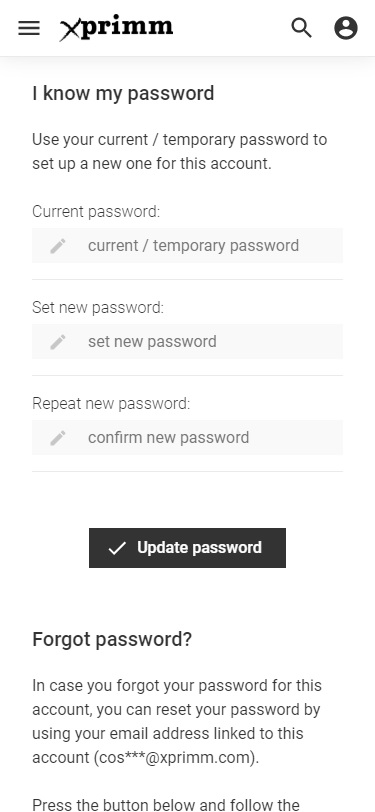 xprimm
I know my password
Use your current / temporary password to
set up a new one for this account.
Current password:
current / temporary password
Set new password:
set new password
Repeat new password:
confirm new password
Update password
Forgot password?
In case you forgot your password for this
account, you can reset your password by
using your email address linked to this
account (cos***@xprimm.com).
Press the button below and follow the